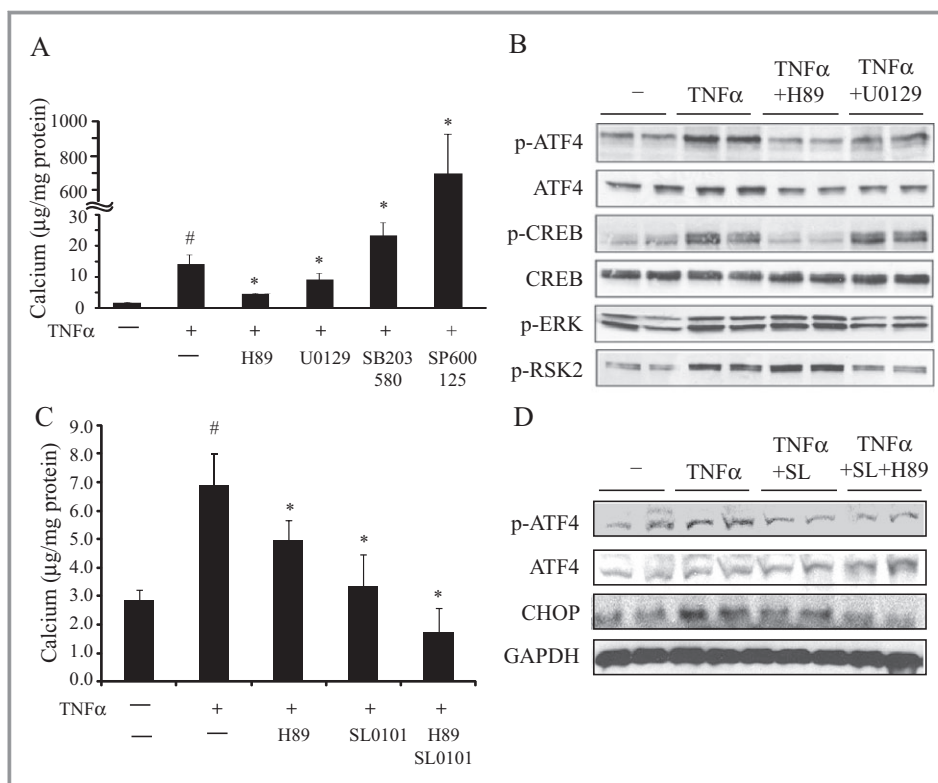 A
Calcium (μg/mg protein)
1000
800
600
30
20
10
0
#
*
*
*
*
TNFα — + + + + +
— H89 U0129 SB203 SP600
580 125
B
– TNFα TNFα TNFα
+H89 +U0129
p-ATF4
ATF4
p-CREB
CREB
p-ERK
p-RSK2
C
Calcium (μg/mg protein)
9.0
8.0
7.0
6.0
5.0
4.0
3.0
2.0
1.0
0.0
#
*
*
*
TNFα — + + + +
— — H89 SL0101 H89
SL0101
D
– TNFα TNFα TNFα
+SL +SL+H89
p-ATF4
ATF4
CHOP
GAPDH